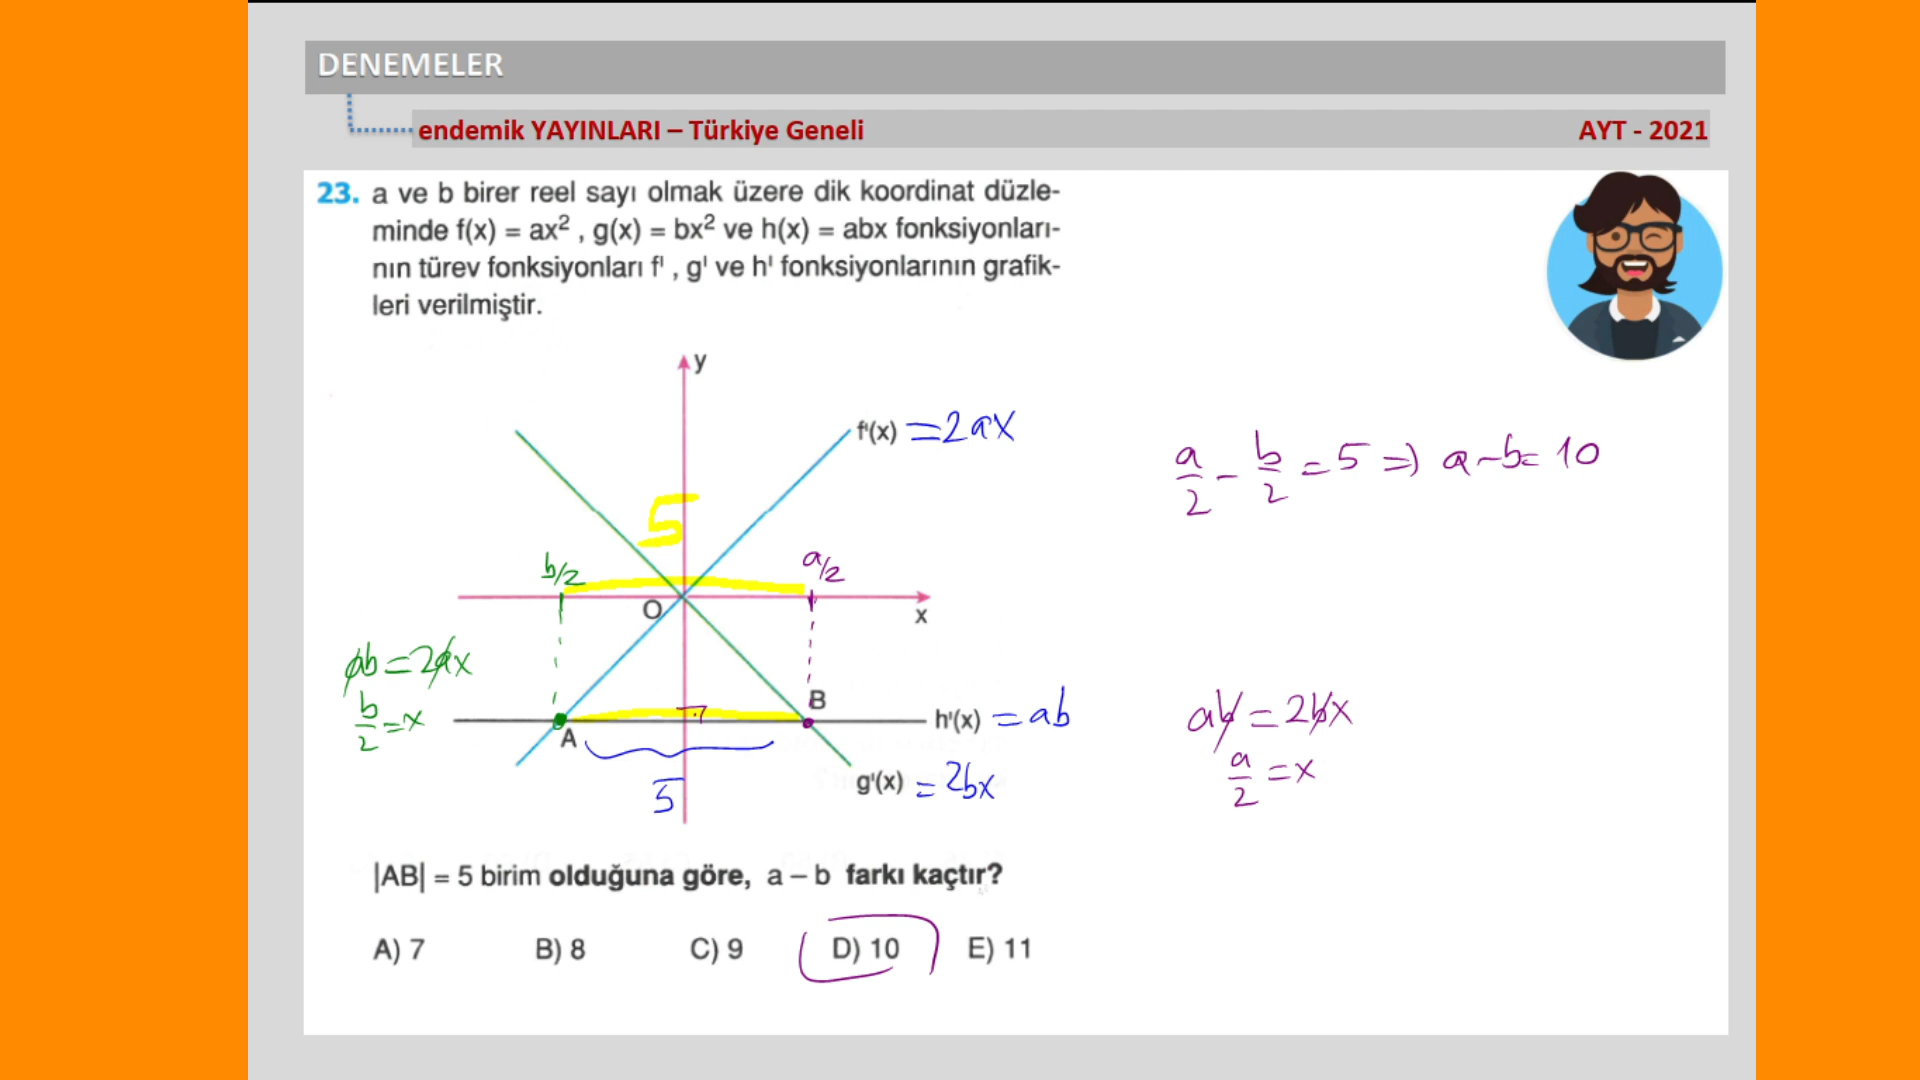 DENEMELER
endemik YAYINLARI – Türkiye Geneli
AYT - 2021
23. a ve b birer reel sayı olmak üzere dik koordinat düzle-
minde f(x) = ax² , g(x) = bx² ve h(x) = abx fonksiyonları-
nın türev fonksiyonları f' , g' ve h' fonksiyonlarının grafik-
leri verilmiştir.
y
f'(x) = 2ax
a/2 - b/2 = 5 => a - b = 10
5
b/2
a/2
O
x
ab = 2ax
b/2 = x
B
A
h'(x) = ab
ab = 2bx
a/2 = x
5
g'(x) = 2bx
|AB| = 5 birim olduğuna göre, a – b farkı kaçtır?
A) 7 B) 8 C) 9 D) 10 E) 11